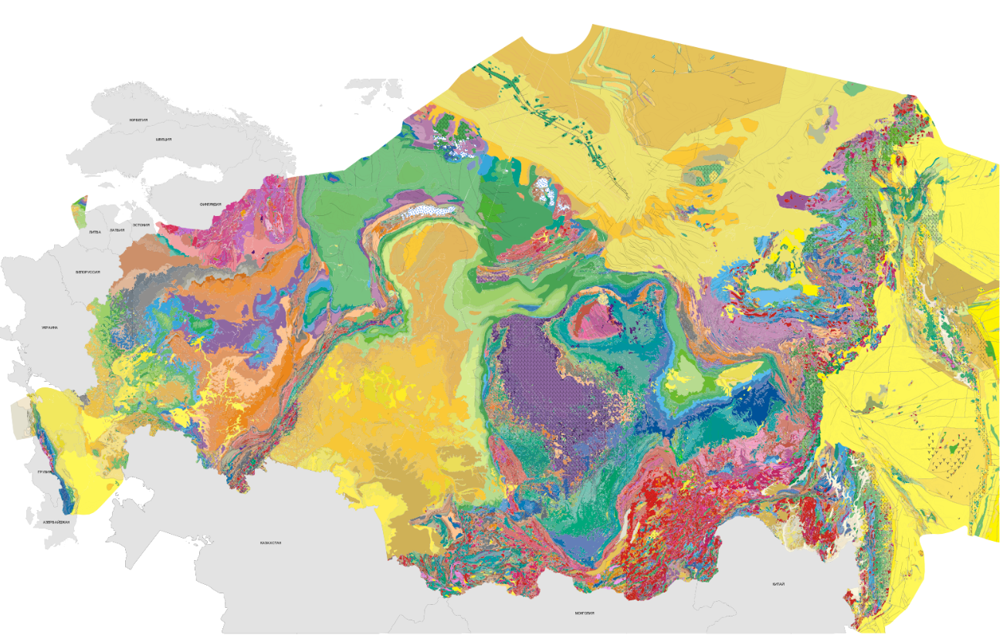 НОРВЕГИЯ
ШВЕЦИЯ
ФИНЛЯНДИЯ
ЭСТОНИЯ
ЛАТВИЯ
ЛИТВА
БЕЛОРУССИЯ
УКРАИНА
ГРУЗИЯ
АЗЕРБАЙДЖАН
КАЗАХСТАН
КИТАЙ
МОНГОЛИЯ